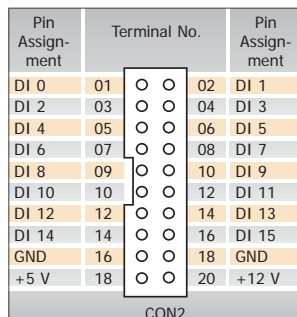 Pin Assign-ment Terminal No. Pin Assign-ment
DI 0 01 02 DI 1
DI 2 03 04 DI 3
DI 4 05 06 DI 5
DI 6 07 08 DI 7
DI 8 09 10 DI 9
DI 10 10 12 DI 11
DI 12 12 14 DI 13
DI 14 14 16 DI 15
GND 16 18 GND
+5 V 18 20 +12 V
CON2